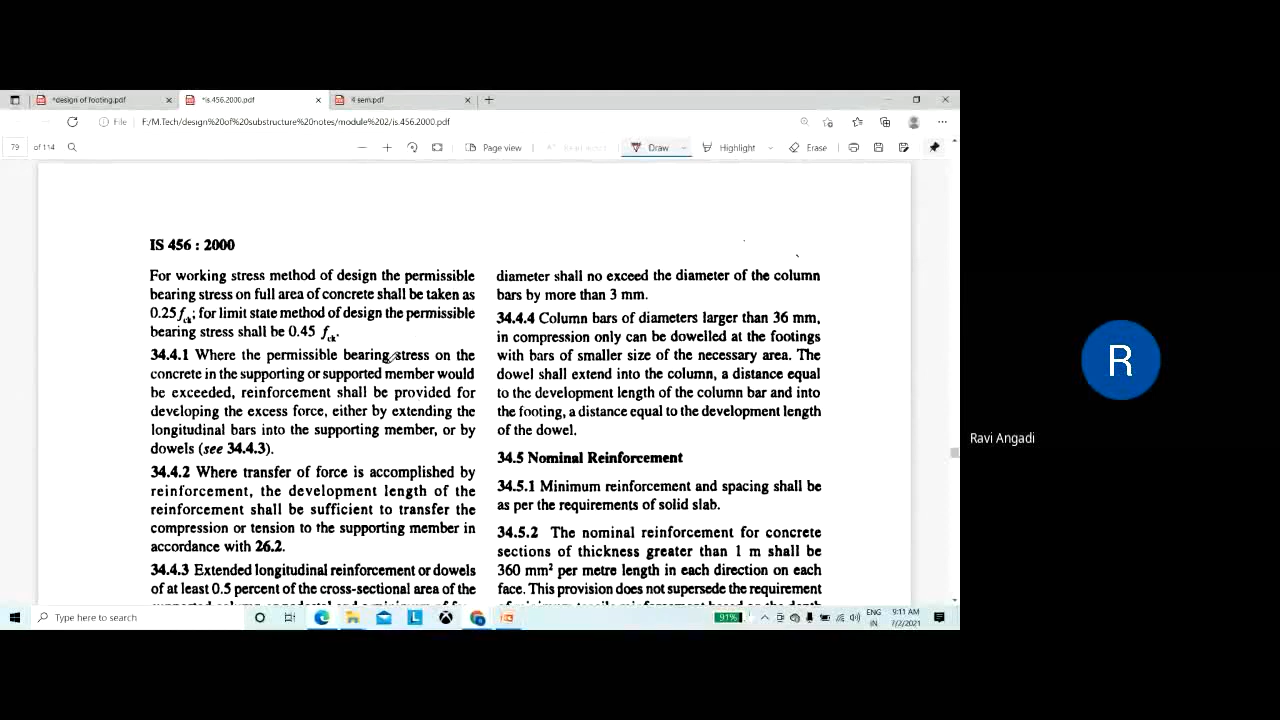 *design of footing.pdf
*is.456.2000.pdf
4 sem.pdf
File
F:/M.Tech/design%20of%20substructure%20notes/module%202/is.456.2000.pdf
79 of 114
Page view
Draw
Highlight
Erase
IS 456 : 2000
For working stress method of design the permissible
bearing stress on full area of concrete shall be taken as
0.25fck; for limit state method of design the permissible
bearing stress shall be 0.45 fck.
34.4.1 Where the permissible bearing stress on the
concrete in the supporting or supported member would
be exceeded, reinforcement shall be provided for
developing the excess force, either by extending the
longitudinal bars into the supporting member, or by
dowels (see 34.4.3).
34.4.2 Where transfer of force is accomplished by
reinforcement, the development length of the
reinforcement shall be sufficient to transfer the
compression or tension to the supporting member in
accordance with 26.2.
34.4.3 Extended longitudinal reinforcement or dowels
of at least 0.5 percent of the cross-sectional area of the
diameter shall no exceed the diameter of the column
bars by more than 3 mm.
34.4.4 Column bars of diameters larger than 36 mm,
in compression only can be dowelled at the footings
with bars of smaller size of the necessary area. The
dowel shall extend into the column, a distance equal
to the development length of the column bar and into
the footing, a distance equal to the development length
of the dowel.
34.5 Nominal Reinforcement
34.5.1 Minimum reinforcement and spacing shall be
as per the requirements of solid slab.
34.5.2 The nominal reinforcement for concrete
sections of thickness greater than 1 m shall be
360 mm² per metre length in each direction on each
face. This provision does not supersede the requirement
R
Ravi Angadi
Type here to search
91%
ENG
IN
9:11 AM
7/2/2021